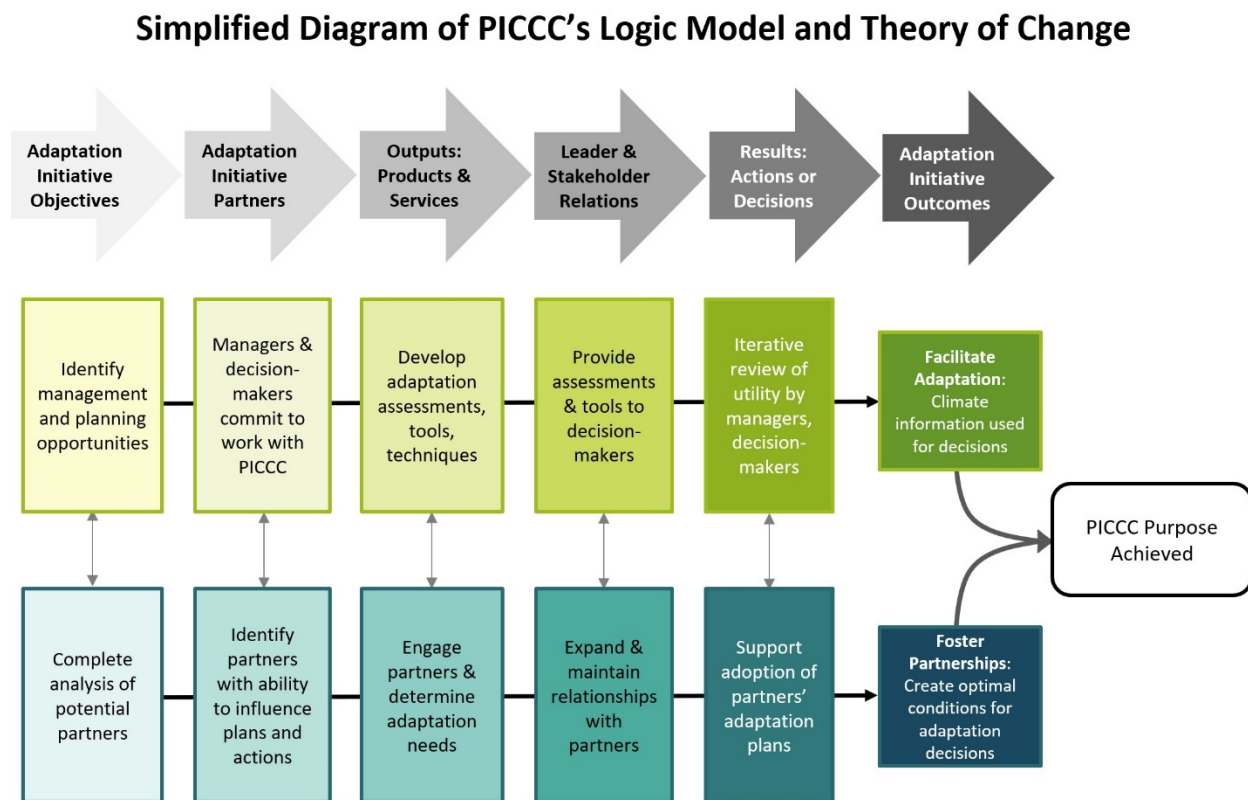 Simplified Diagram of PICCC’s Logic Model and Theory of Change
Adaptation
Initiative
Objectives
Adaptation
Initiative
Partners
Outputs:
Products &
Services
Leader &
Stakeholder
Relations
Results:
Actions or
Decisions
Adaptation
Initiative
Outcomes
Identify
management
and planning
opportunities
Managers &
decision-
makers
commit to
work with
PICCC
Develop
adaptation
assessments,
tools,
techniques
Provide
assessments
& tools to
decision-
makers
Iterative
review of
utility by
managers,
decision-
makers
Facilitate
Adaptation:
Climate
information used
for decisions
PICCC Purpose
Achieved
Complete
analysis of
potential
partners
Identify
partners
with ability
to influence
plans and
actions
Engage
partners &
determine
adaptation
needs
Expand &
maintain
relationships
with
partners
Support
adoption of
partners’
adaptation
plans
Foster
Partnerships:
Create optimal
conditions for
adaptation
decisions